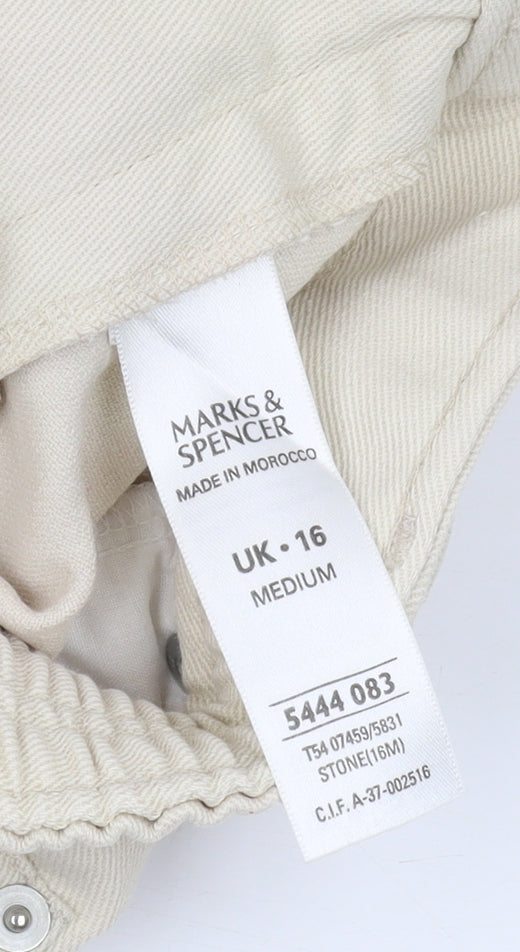 MARKS &
SPENCER
MADE IN MOROCCO
UK • 16
MEDIUM
5444 083
T54 07459/5831
STONE(16M)
C.I.F. A-37-002516